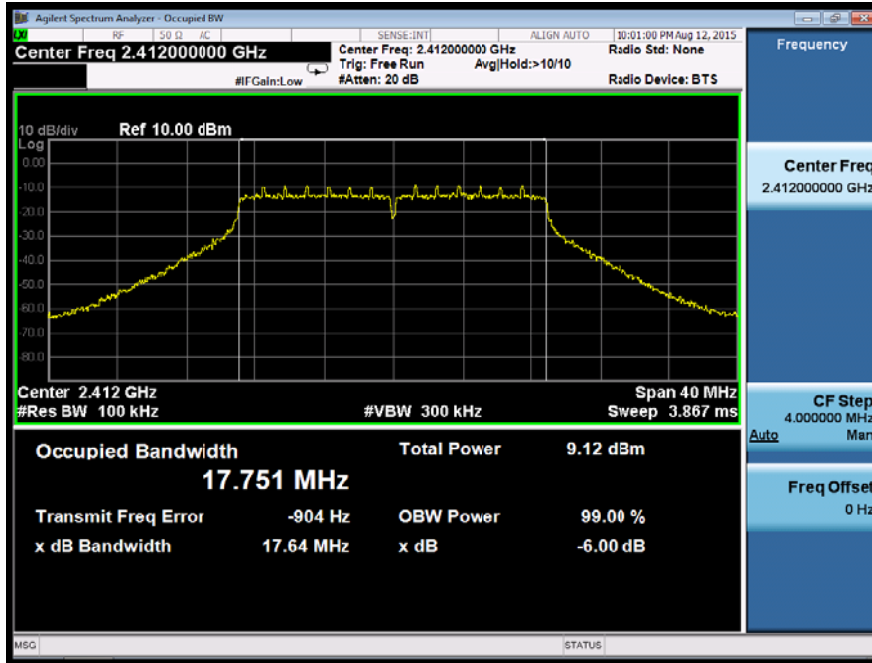 Agilent Spectrum Analyzer - Occupied BW
RF 50 Ω AC SENSE:INT ALIGN AUTO 10:01:00 PM Aug 12, 2015
Center Freq 2.412000000 GHz
Center Freq: 2.412000000 GHz Radio Std: None
Trig: Free Run Avg|Hold:>10/10
#IFGain:Low #Atten: 20 dB Radio Device: BTS
10 dB/div Ref 10.00 dBm
Log
0.00
-10.0
-20.0
-30.0
-40.0
-50.0
-60.0
-70.0
-80.0
Center 2.412 GHz Span 40 MHz
#Res BW 100 kHz #VBW 300 kHz Sweep 3.867 ms
Occupied Bandwidth Total Power 9.12 dBm
17.751 MHz
Transmit Freq Error -904 Hz OBW Power 99.00 %
x dB Bandwidth 17.64 MHz x dB -6.00 dB
MSG STATUS
Frequency
Center Freq
2.412000000 GHz
CF Step
4.000000 MHz
Auto Man
Freq Offset
0 Hz